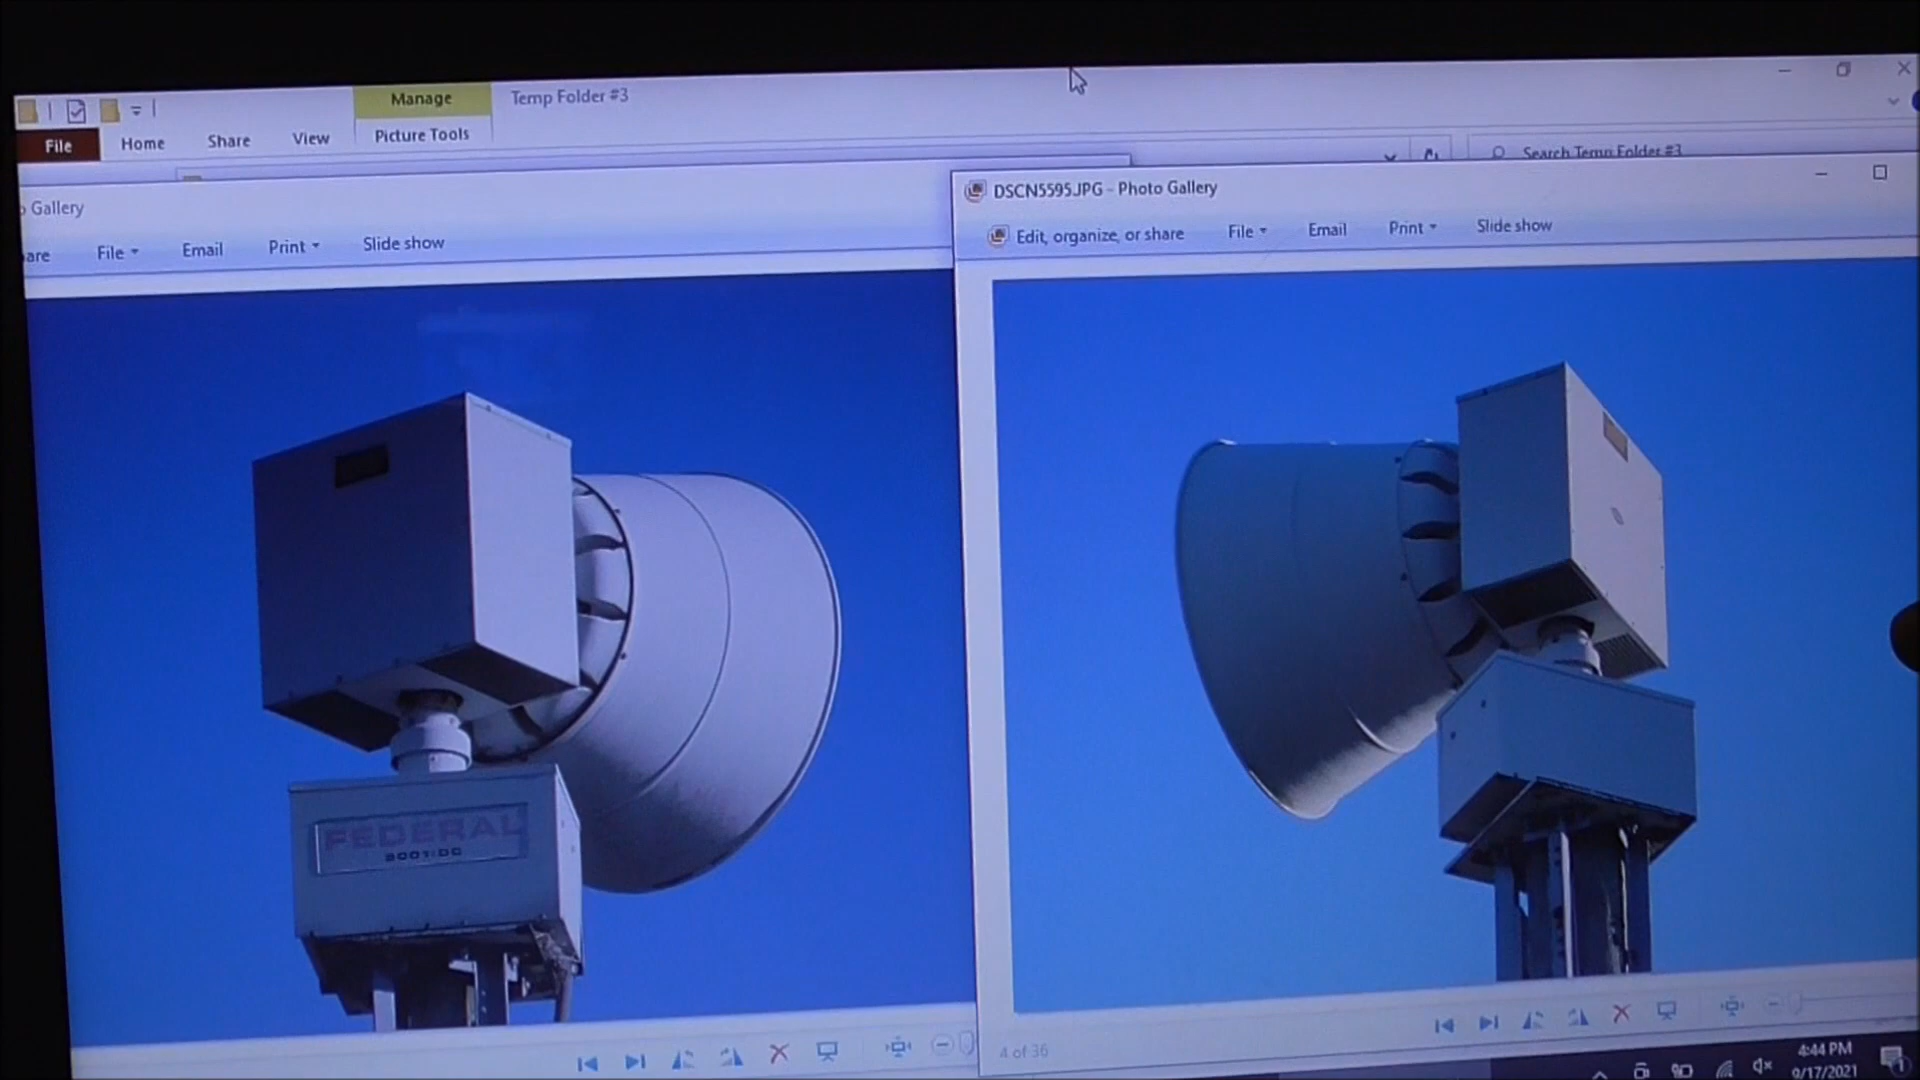 Manage
Temp Folder #3
File
Home
Share
View
Picture Tools
Search Temp Folder #3
Gallery
are
File
Email
Print
Slide show
DSCN5595.JPG - Photo Gallery
Edit, organize, or share
File
Email
Print
Slide show
FEDERAL
2001-DC
4 of 36
4:44 PM
9/17/2021